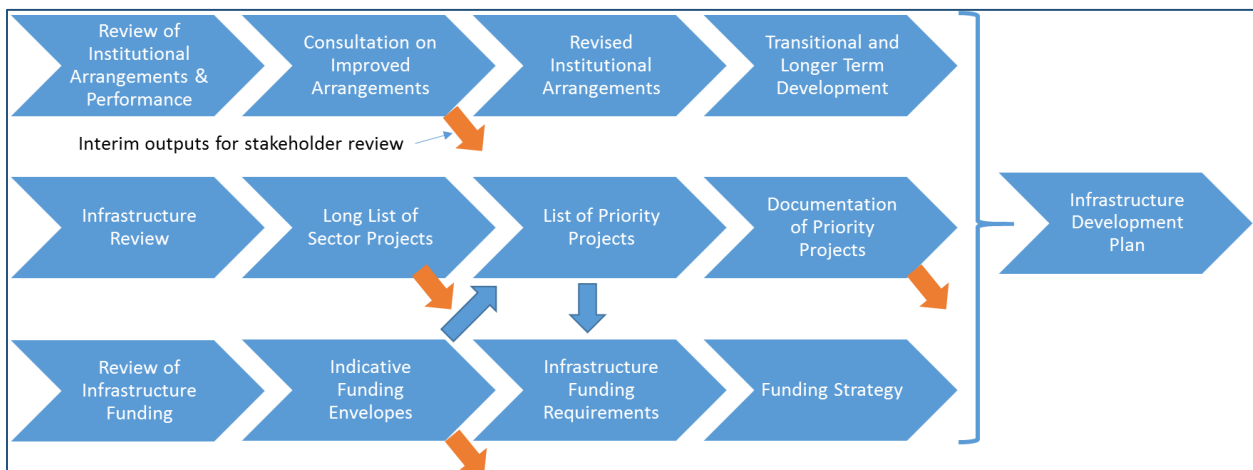 Review of
Institutional
Arrangements &
Performance
Consultation on
Improved
Arrangements
Revised
Institutional
Arrangements
Transitional and
Longer Term
Development
Interim outputs for stakeholder review
Infrastructure
Review
Long List of
Sector Projects
List of Priority
Projects
Documentation
of Priority
Projects
Infrastructure
Development
Plan
Review of
Infrastructure
Funding
Indicative
Funding
Envelopes
Infrastructure
Funding
Requirements
Funding Strategy